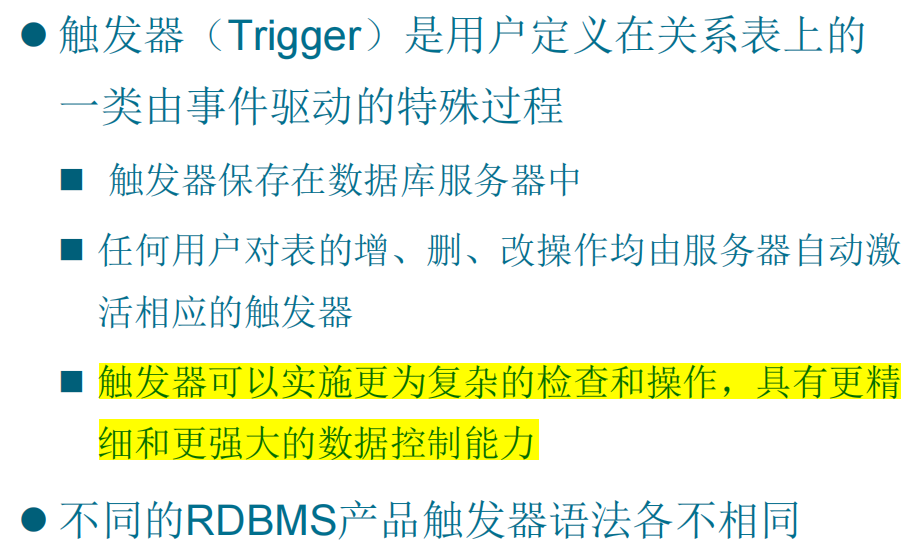 ● 触发器（Trigger）是用户定义在关系表上的
一类由事件驱动的特殊过程
■ 触发器保存在数据库服务器中
■ 任何用户对表的增、删、改操作均由服务器自动激
活相应的触发器
■ 触发器可以实施更为复杂的检查和操作，具有更精
细和更强大的数据控制能力
● 不同的RDBMS产品触发器语法各不相同